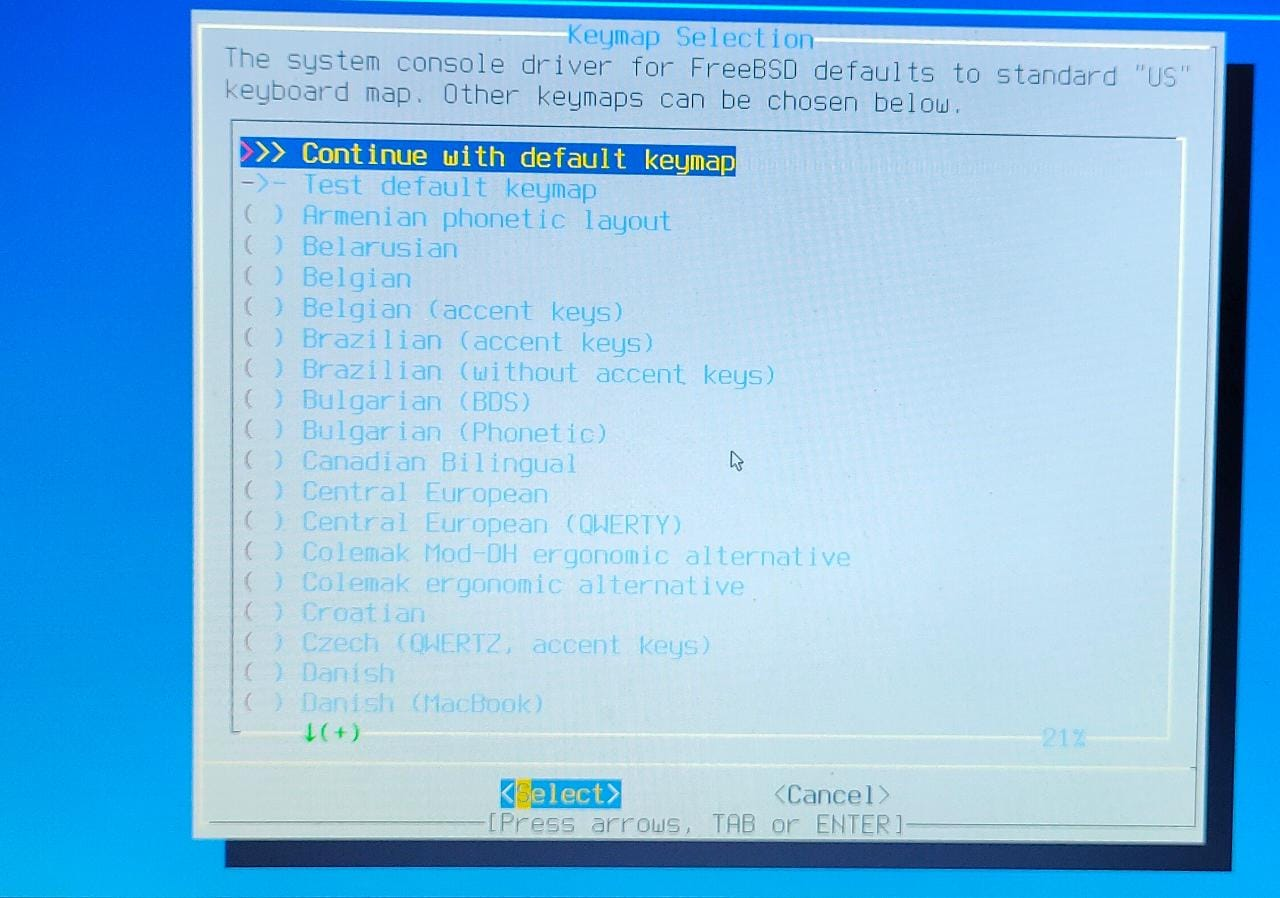 Keymap Selection
The system console driver for FreeBSD defaults to standard "US"
keyboard map. Other keymaps can be chosen below.
>>> Continue with default keymap
->- Test default keymap
( ) Armenian phonetic layout
( ) Belarusian
( ) Belgian
( ) Belgian (accent keys)
( ) Brazilian (accent keys)
( ) Brazilian (without accent keys)
( ) Bulgarian (BDS)
( ) Bulgarian (Phonetic)
( ) Canadian Bilingual
( ) Central European
( ) Central European (QWERTY)
( ) Colemak Mod-DH ergonomic alternative
( ) Colemak ergonomic alternative
( ) Croatian
( ) Czech (QWERTZ, accent keys)
( ) Danish
( ) Danish (MacBook)
↓(+) 21%
<Select> <Cancel>
[Press arrows, TAB or ENTER]